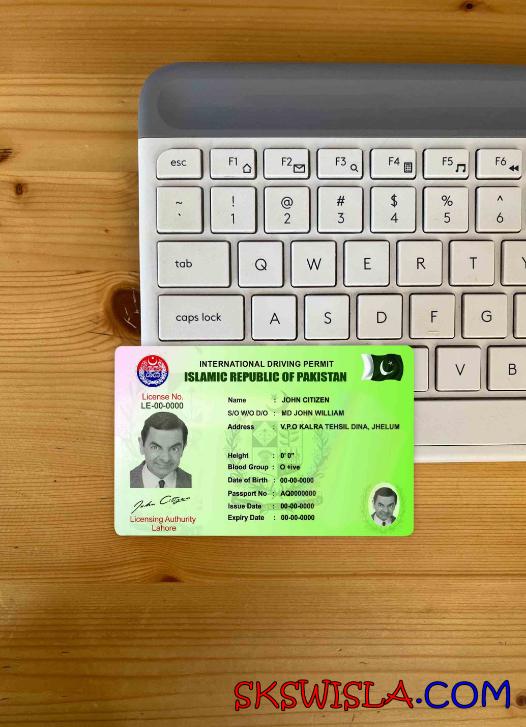 esc F1 F2 F3 F4 F5 F6
~ ! @ # $ % ^
` 1 2 3 4 5 6
tab Q W E R T
caps lock A S D F G
V B
INTERNATIONAL DRIVING PERMIT
ISLAMIC REPUBLIC OF PAKISTAN
License No.
LE-00-0000
Name : JOHN CITIZEN
S/O W/O D/O : MD JOHN WILLIAM
Address : V.P.O KALRA TEHSIL DINA, JHELUM
Height : 0' 0"
Blood Group : O +ive
Date of Birth : 00-00-0000
Passport No : AQ0000000
Issue Date : 00-00-0000
Expiry Date : 00-00-0000
John Citizen
Licensing Authurity
Lahore
SKSWISLA.COM